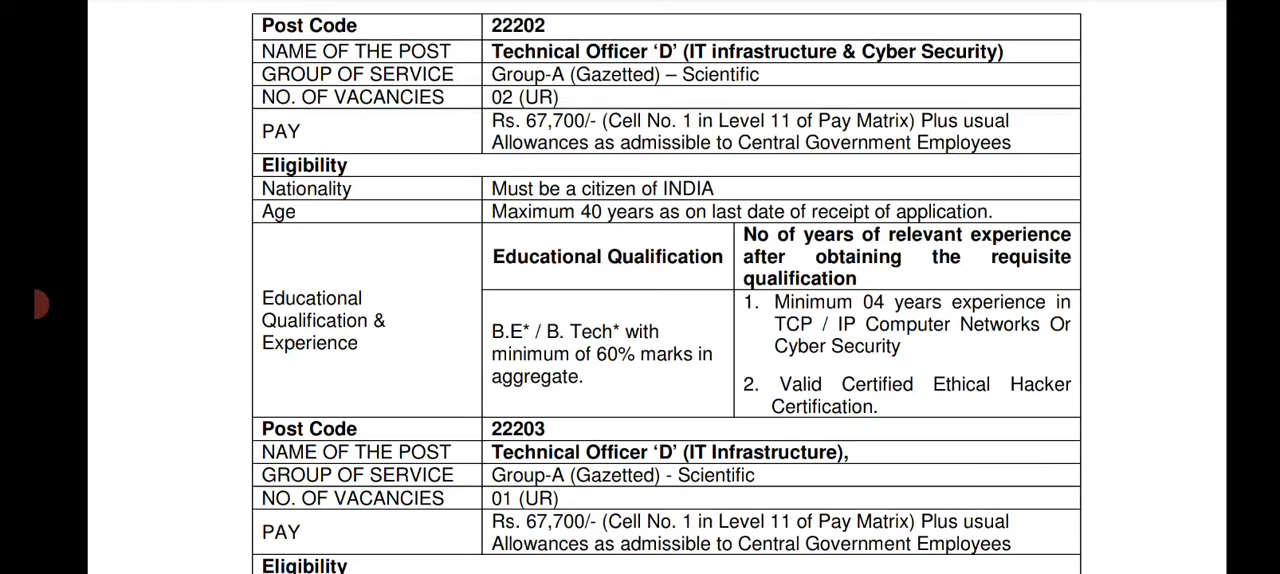 Post Code 22202
NAME OF THE POST Technical Officer ‘D’ (IT infrastructure & Cyber Security)
GROUP OF SERVICE Group-A (Gazetted) – Scientific
NO. OF VACANCIES 02 (UR)
PAY Rs. 67,700/- (Cell No. 1 in Level 11 of Pay Matrix) Plus usual
Allowances as admissible to Central Government Employees
Eligibility
Nationality Must be a citizen of INDIA
Age Maximum 40 years as on last date of receipt of application.
Educational
Qualification &
Experience
Educational Qualification
No of years of relevant experience
after obtaining the requisite
qualification
B.E* / B. Tech* with
minimum of 60% marks in
aggregate.
1. Minimum 04 years experience in
TCP / IP Computer Networks Or
Cyber Security
2. Valid Certified Ethical Hacker
Certification.
Post Code 22203
NAME OF THE POST Technical Officer ‘D’ (IT Infrastructure),
GROUP OF SERVICE Group-A (Gazetted) - Scientific
NO. OF VACANCIES 01 (UR)
PAY Rs. 67,700/- (Cell No. 1 in Level 11 of Pay Matrix) Plus usual
Allowances as admissible to Central Government Employees
Eligibility